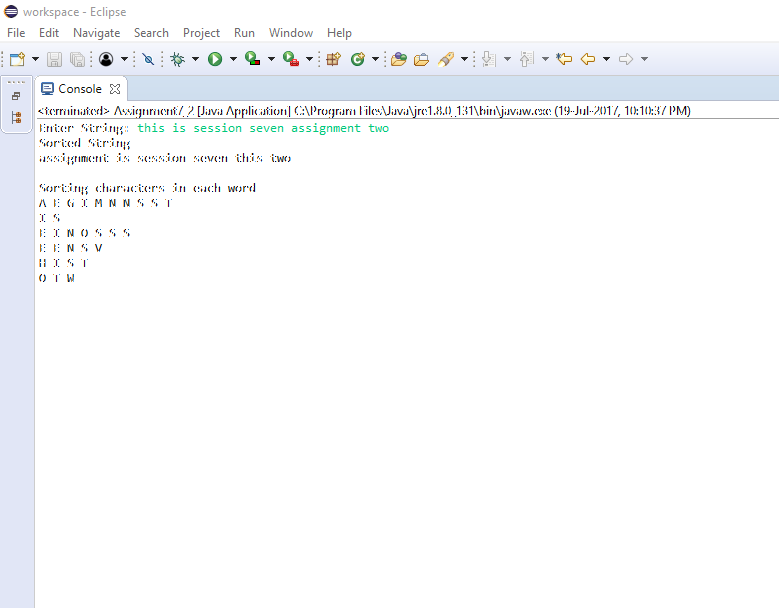 workspace - Eclipse
File Edit Navigate Search Project Run Window Help
Console
<terminated> Assignment7_2 [Java Application] C:\Program Files\Java\jre1.8.0_131\bin\javaw.exe (19-Jul-2017, 10:10:37 PM)
Enter String: this is session seven assignment two
Sorted String
assignment is session seven this two
Sorting characters in each word
A E G I M N N S S T
I S
E I N O S S S
E E N S V
H I S T
O T W